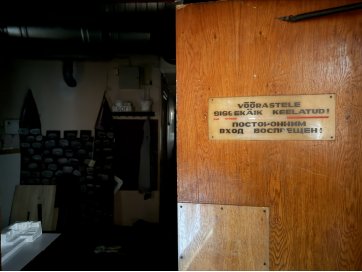 VÕÕRASTELE
SISSEKÄIK KEELATUD!
ПОСТОРОННИМ
ВХОД ВОСПРЕЩЕН!